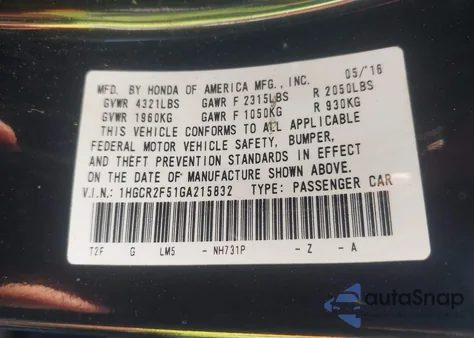 MFD. BY HONDA OF AMERICA MFG., INC. 05/'16
GVWR 4321LBS GAWR F 2315LBS R 2050LBS
GVWR 1960KG GAWR F 1050KG R 930KG
THIS VEHICLE CONFORMS TO ALL APPLICABLE
FEDERAL MOTOR VEHICLE SAFETY, BUMPER,
AND THEFT PREVENTION STANDARDS IN EFFECT
ON THE DATE OF MANUFACTURE SHOWN ABOVE.
V.I.N.: 1HGCR2F51GA215832 TYPE: PASSENGER CAR
T2F G LM5 - NH731P - Z - A
autoSnap